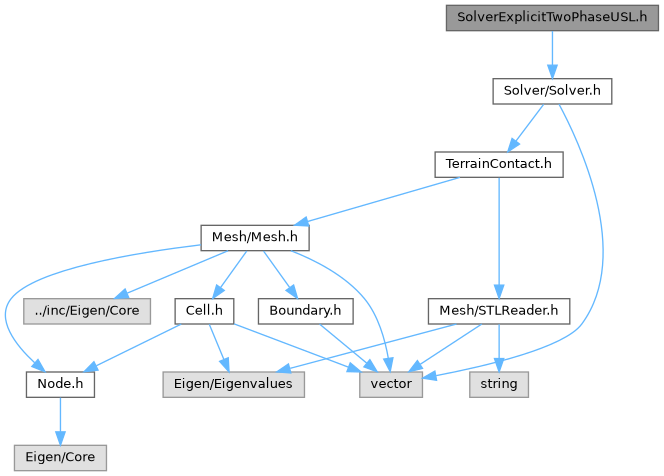 SolverExplicitTwoPhaseUSL.h
Solver/Solver.h
TerrainContact.h
Mesh/Mesh.h
../inc/Eigen/Core
Cell.h
Boundary.h
Mesh/STLReader.h
Node.h
Eigen/Eigenvalues
vector
string
Eigen/Core